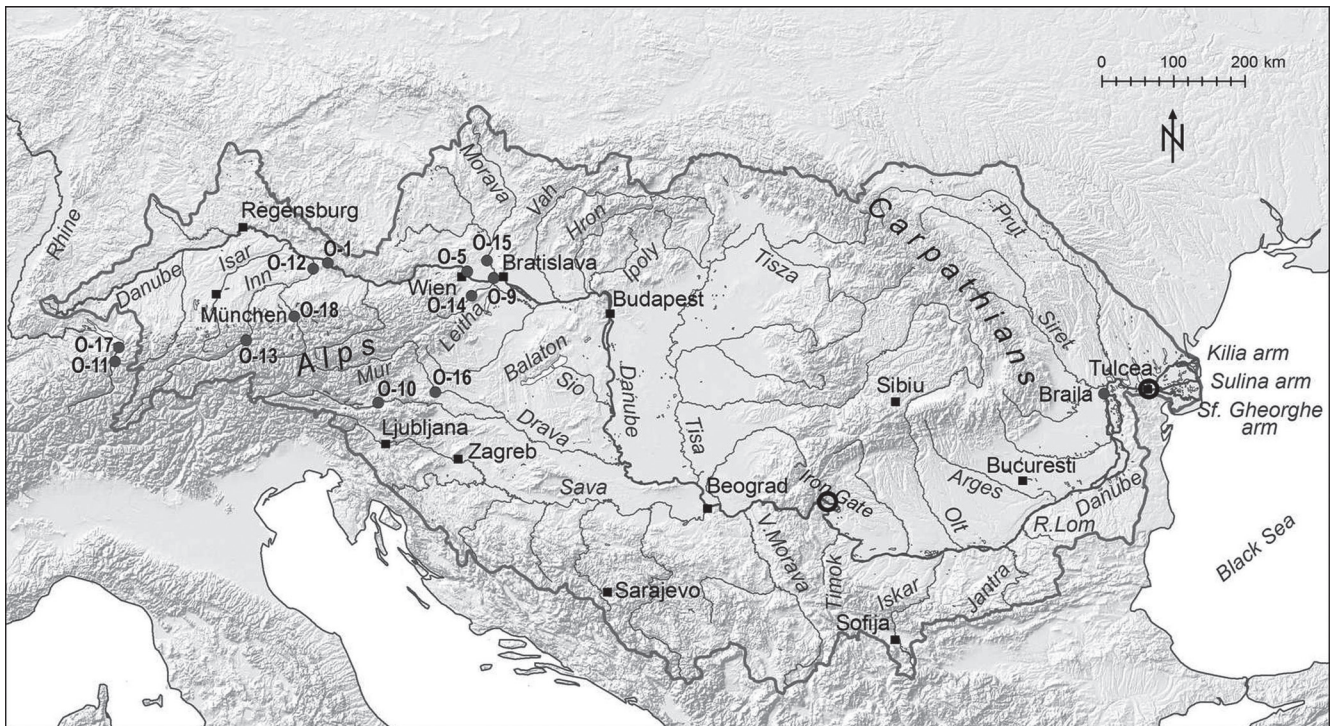 0 100 200 km
N
Morava
Vah
Hron
Ipoly
Tisza
Carpathians
Prut
Siret
Rhine
Regensburg
Danube
Isar
Inn
O-12
O-1
München
O-18
O-13
O-17
O-11
Alps
Mur
O-10
O-16
O-5
O-15
Wien
Bratislava
O-14
O-9
Leitha
Budapest
Balaton
Sio
Danube
Tisa
Drava
Ljubljana
Zagreb
Sava
Beograd
Iron Gate
Sibiu
Braila
Tulcea
Kilia arm
Sulina arm
Sf. Gheorghe
arm
Bucuresti
Arges
Olt
R.Lom
Danube
V.Morava
Timok
Iskar
Jantra
Sarajevo
Sofija
Black Sea